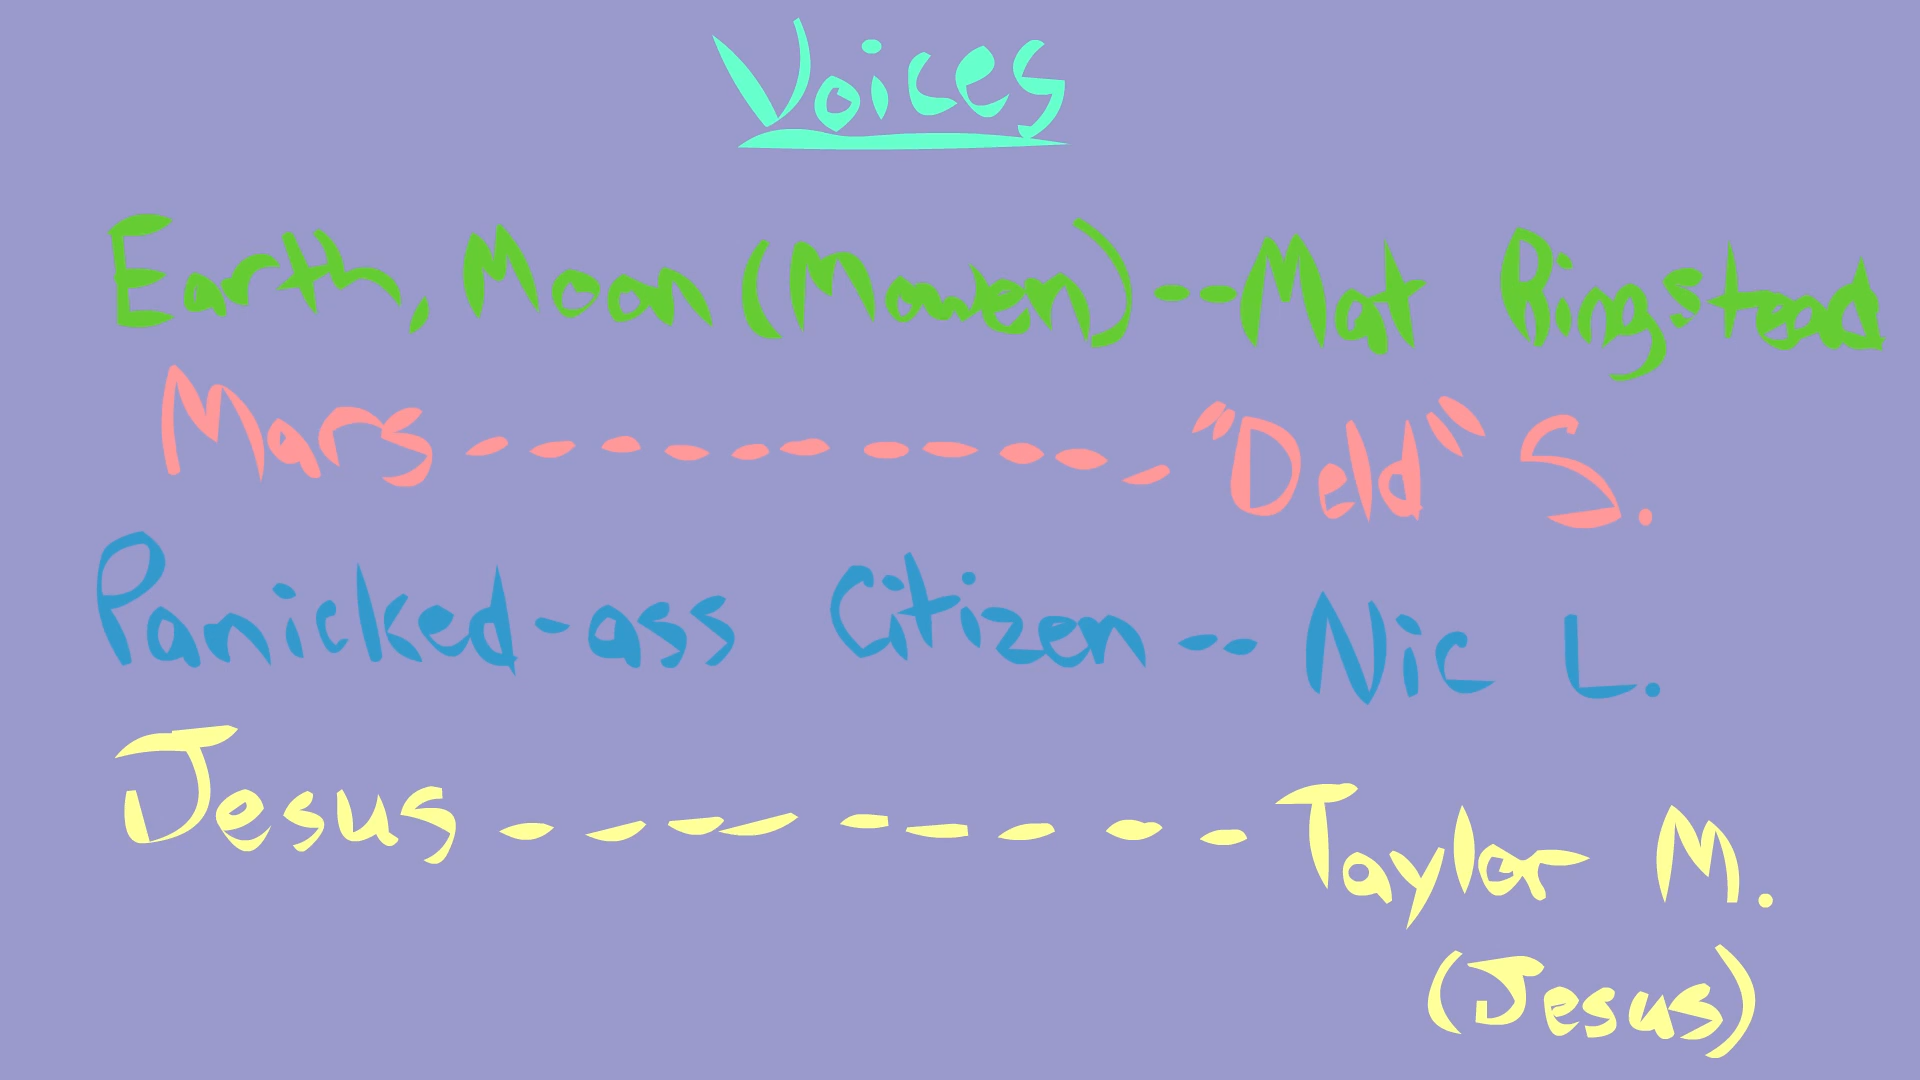 Voices
Earth, Moon (Mowen)--Mat Ringstead
Mars-----------"Deld" S.
Panicked-ass Citizen--Nic L.
Jesus----------Taylor M.
(Jesus)